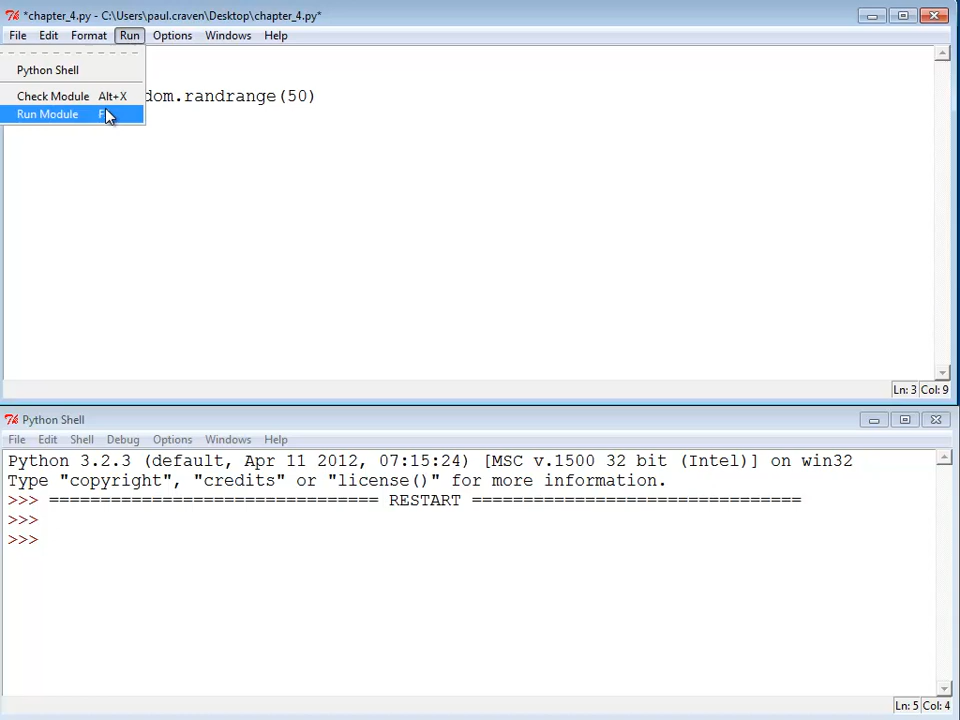 *chapter_4.py - C:\Users\paul.craven\Desktop\chapter_4.py*
File Edit Format Run Options Windows Help
Python Shell
Check Module Alt+X
dom.randrange(50)
Run Module F
Ln: 3 Col: 9
Python Shell
File Edit Shell Debug Options Windows Help
Python 3.2.3 (default, Apr 11 2012, 07:15:24) [MSC v.1500 32 bit (Intel)] on win32
Type "copyright", "credits" or "license()" for more information.
>>> ================================ RESTART ================================
>>>
>>>
Ln: 5 Col: 4